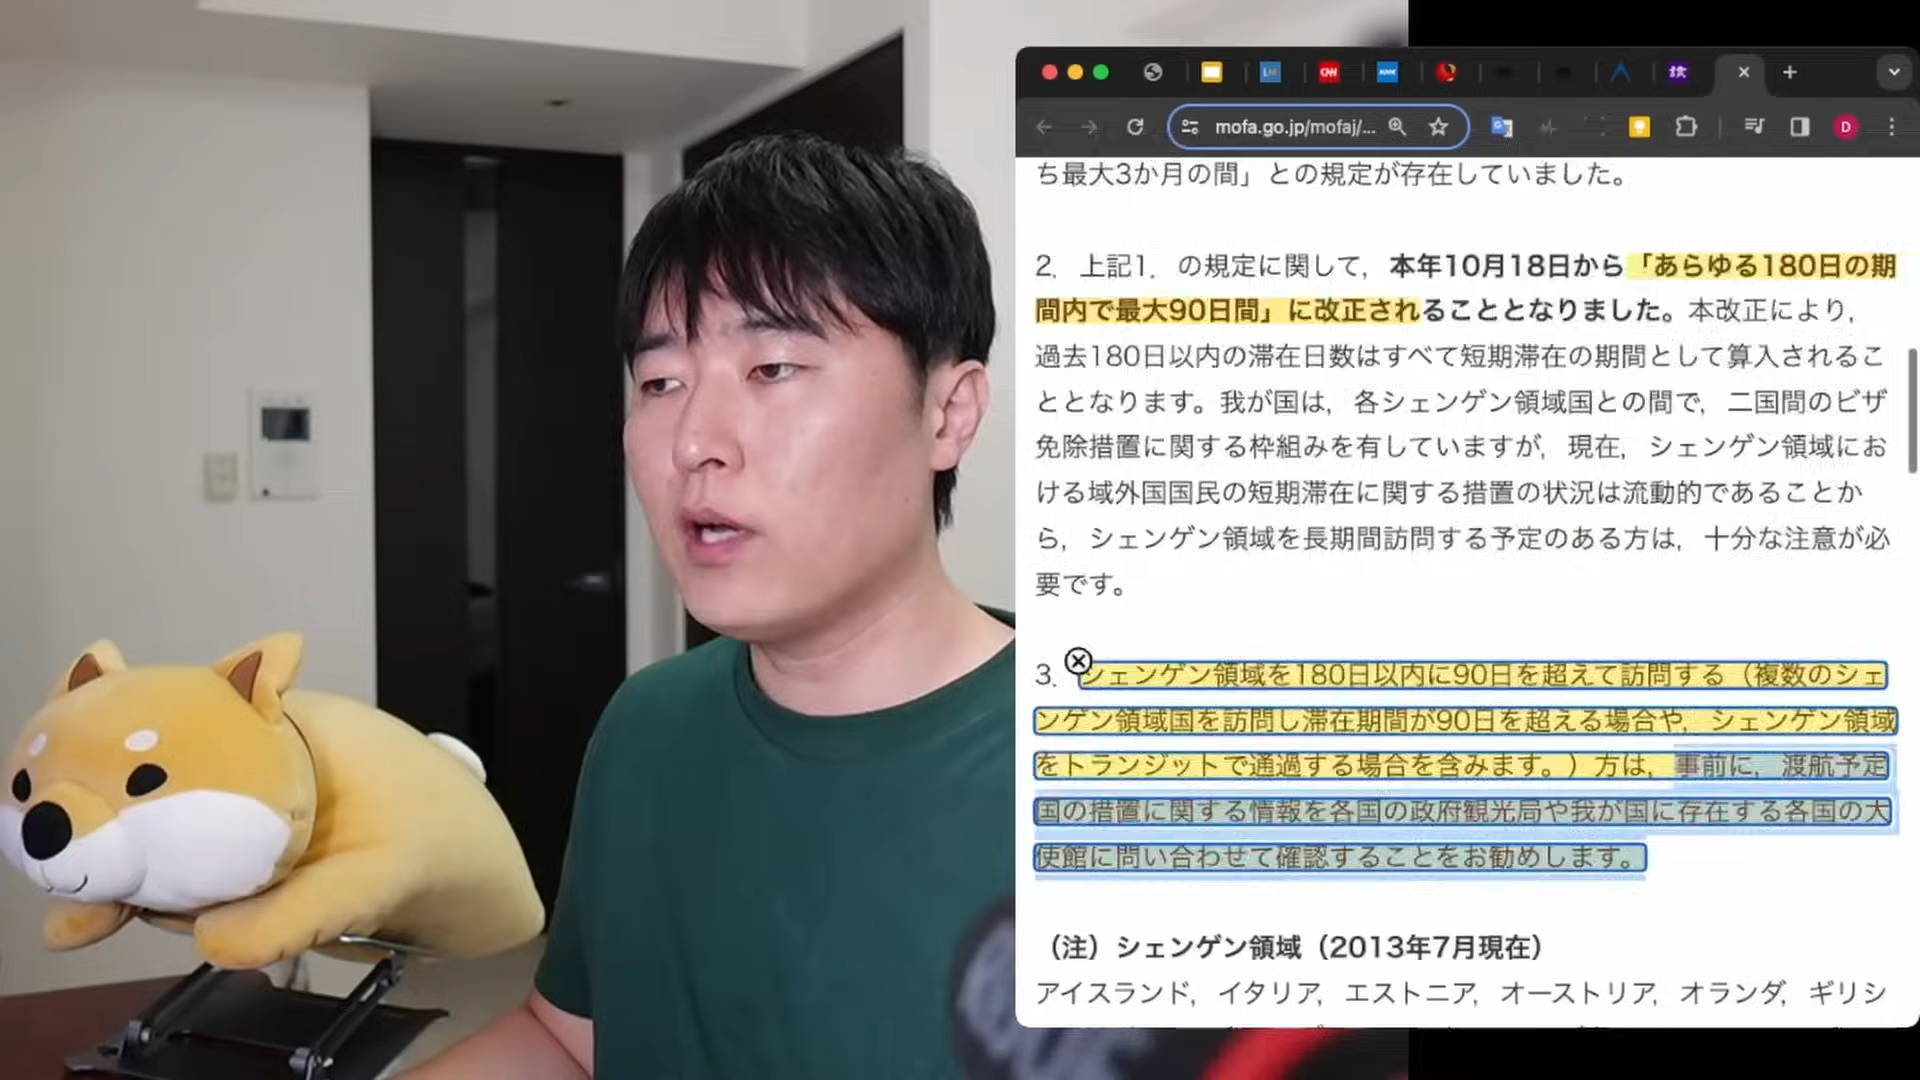 LM
CNN
mofa.go.jp/mofaj/...
D
ち最大3か月の間」との規定が存在していました。
2. 上記1. の規定に関して,本年10月18日から「あらゆる180日の期
間内で最大90日間」に改正されることとなりました。本改正により,
過去180日以内の滞在日数はすべて短期滞在の期間として算入されるこ
ととなります。我が国は,各シェンゲン領域国との間で,二国間のビザ
免除措置に関する枠組みを有していますが,現在,シェンゲン領域にお
ける域外国国民の短期滞在に関する措置の状況は流動的であることか
ら,シェンゲン領域を長期間訪問する予定のある方は,十分な注意が必
要です。
3. シェンゲン領域を180日以内に90日を超えて訪問する(複数のシェ
ンゲン領域国を訪問し滞在期間が90日を超える場合や,シェンゲン領域
をトランジットで通過する場合を含みます。)方は,事前に,渡航予定
国の措置に関する情報を各国の政府観光局や我が国に存在する各国の大
使館に問い合わせて確認することをお勧めします。
(注)シェンゲン領域(2013年7月現在)
アイスランド,イタリア,エストニア,オーストリア,オランダ,ギリシ